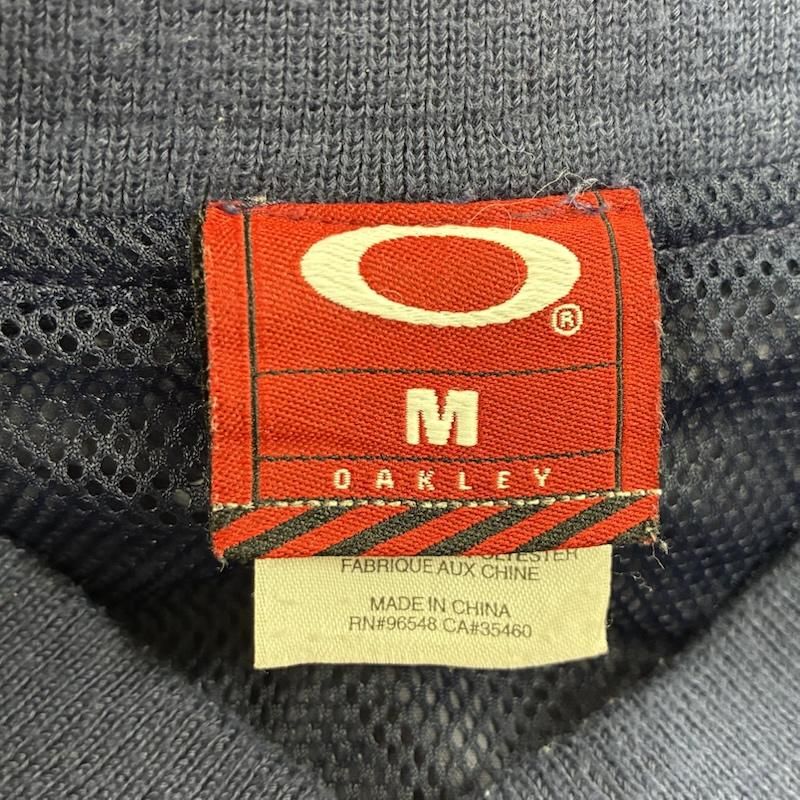 ®
M
OAKLEY
FABRIQUE AUX CHINE
MADE IN CHINA
RN#96548 CA#35460